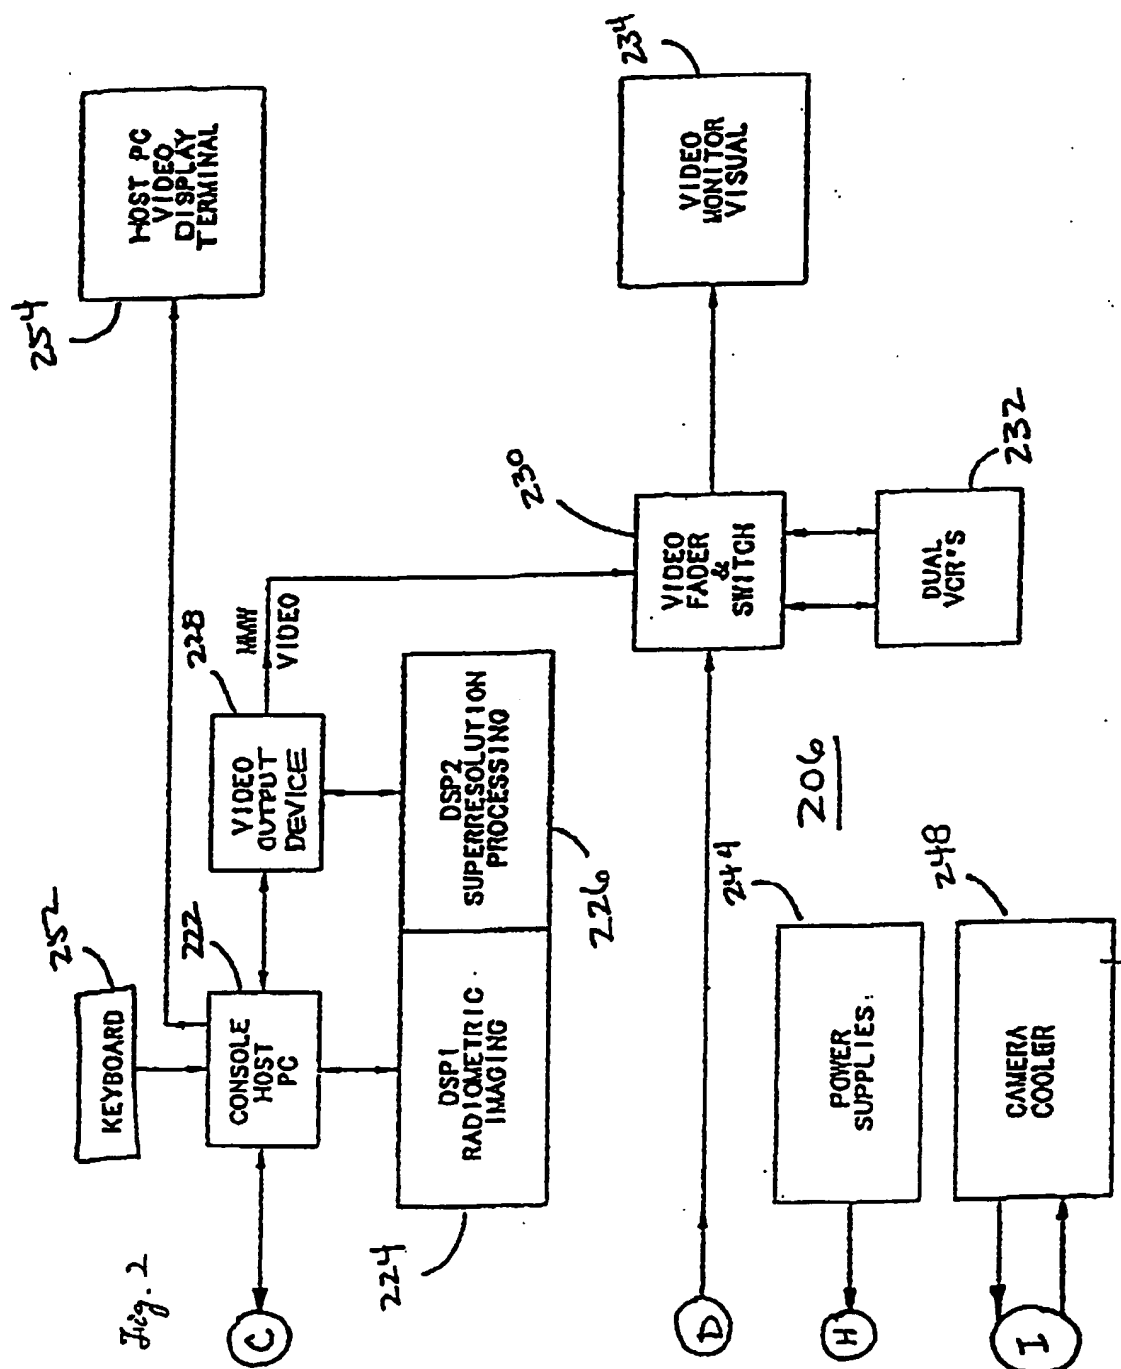 Fig. 2
252
KEYBOARD
254
HOST PC
VIDEO
DISPLAY
TERMINAL
222
CONSOLE
HOST
PC
228
VIDEO
OUTPUT
DEVICE
MMW
VIDEO
C
224
DSP1
RADIOMETRIC
IMAGING
DSP2
SUPERRESOLUTION
PROCESSING
226
230
VIDEO
FADER
&
SWITCH
234
VIDEO
MONITOR
VISUAL
D
244
206
DUAL
VCR'S
232
H
POWER
SUPPLIES
248
I
CAMERA
COOLER